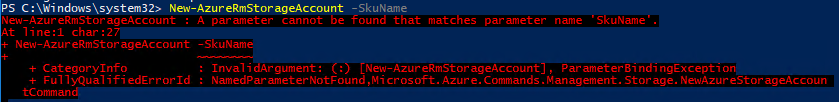 PS C:\Windows\system32> New-AzureRmStorageAccount -SkuName
New-AzureRmStorageAccount : A parameter cannot be found that matches parameter name 'SkuName'.
At line:1 char:27
+ New-AzureRmStorageAccount -SkuName
+                           ~~~~~~~~
    + CategoryInfo          : InvalidArgument: (:) [New-AzureRmStorageAccount], ParameterBindingException
    + FullyQualifiedErrorId : NamedParameterNotFound,Microsoft.Azure.Commands.Management.Storage.NewAzureStorageAccoun
   tCommand